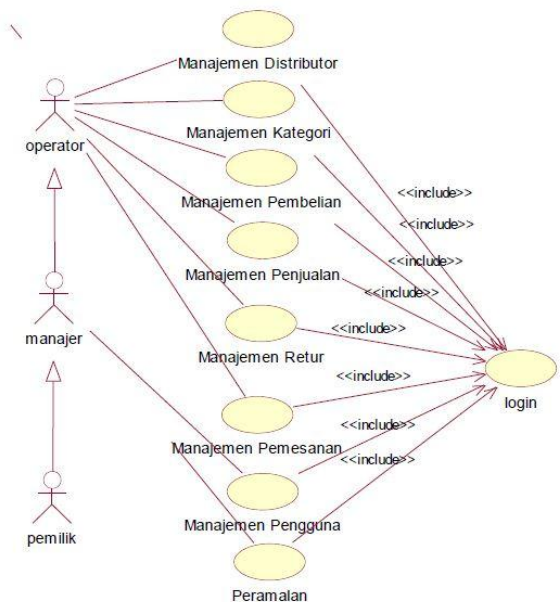 Manajemen Distributor
operator
Manajemen Kategori
<<include>>
Manajemen Pembelian
<<include>>
<<include>>
Manajemen Penjualan
<<include>>
manajer
Manajemen Retur
<<include>>
<<include>>
login
Manajemen Pemesanan
<<include>>
<<include>>
pemilik
Manajemen Pengguna
Peramalan